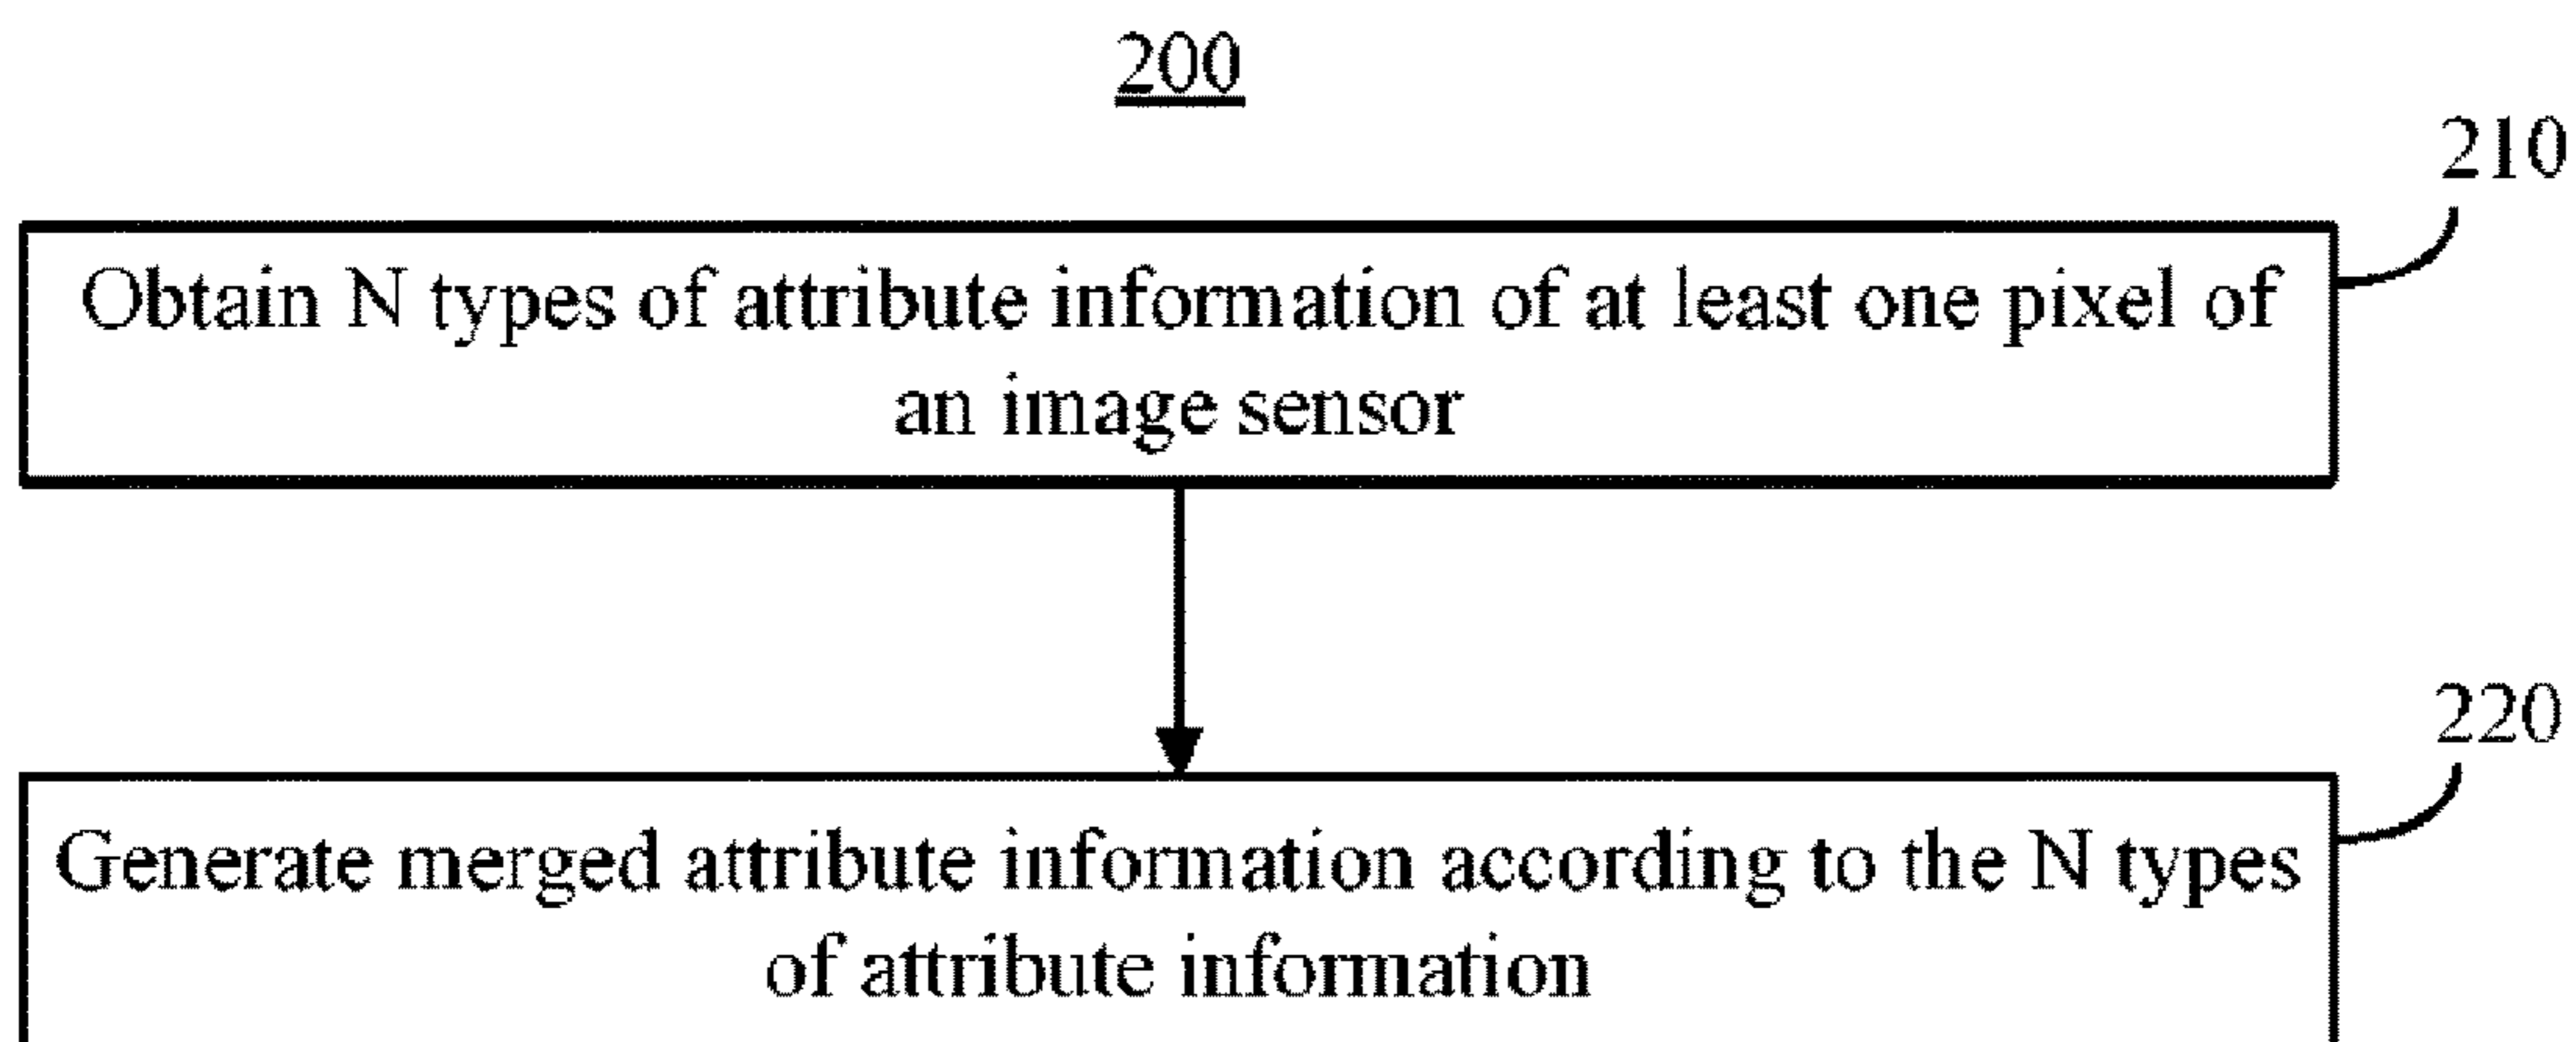 200
210
Obtain N types of attribute information of at least one pixel of
an image sensor
220
Generate merged attribute information according to the N types
of attribute information